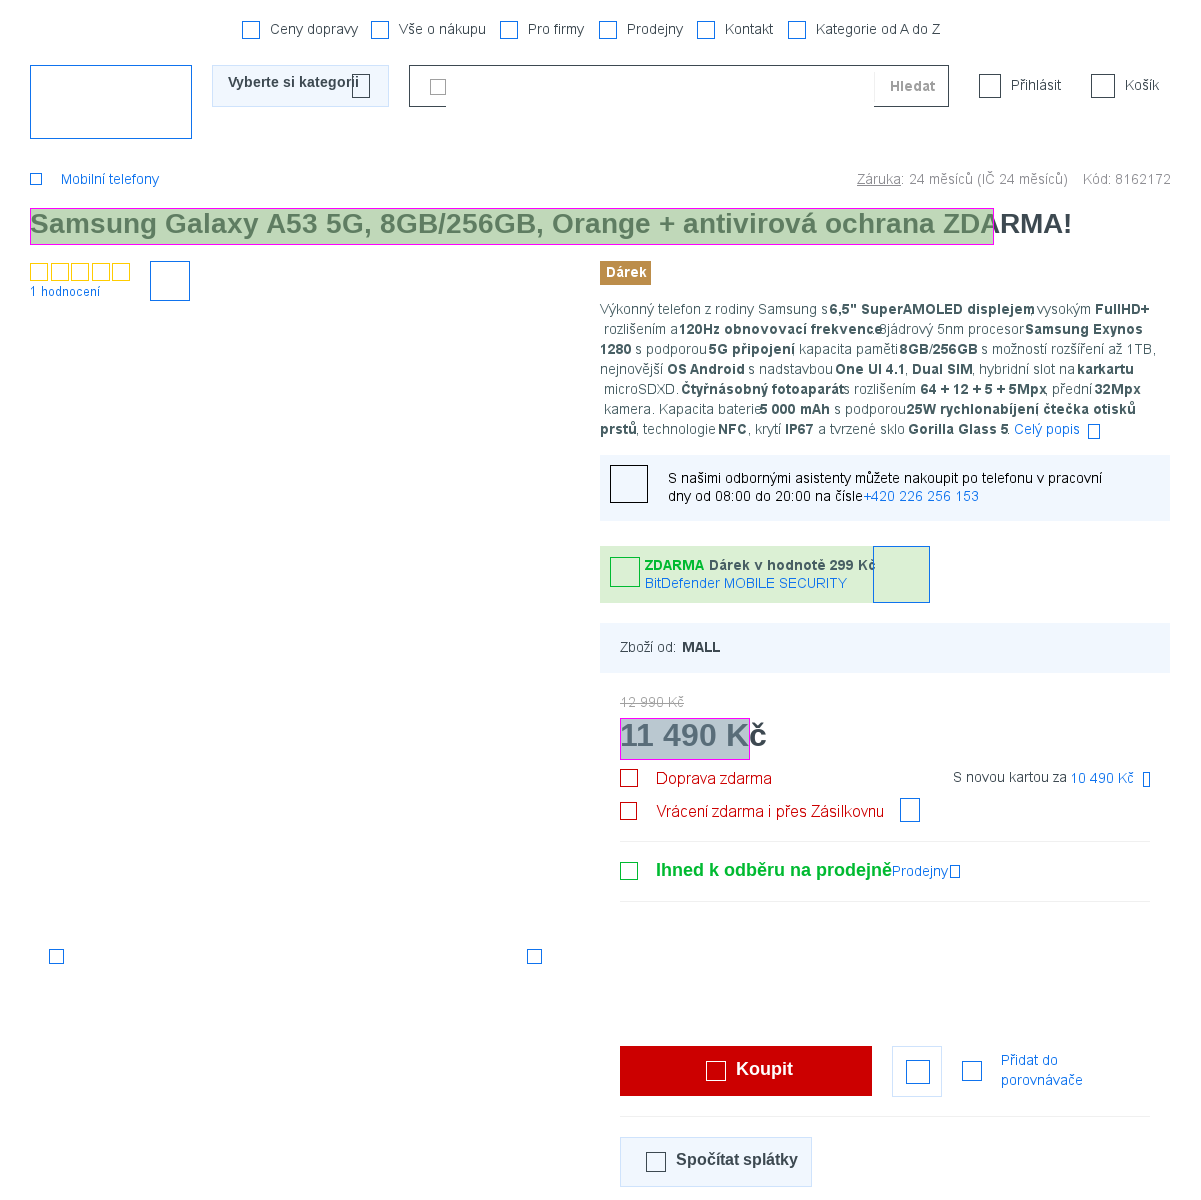 Ceny dopravy Vše o nákupu Pro firmy Prodejny Kontakt Kategorie od A do Z
Vyberte si kategorii Hledat Přihlásit Košík
Mobilní telefony Záruka: 24 měsíců (IČ 24 měsíců) Kód: 8162172
Samsung Galaxy A53 5G, 8GB/256GB, Orange + antivirová ochrana ZDARMA!
1 hodnocení
Dárek
Výkonný telefon z rodiny Samsung s 6,5" SuperAMOLED displejem, vysokým FullHD+
rozlišením a 120Hz obnovovací frekvence. 8jádrový 5nm procesor Samsung Exynos
1280 s podporou 5G připojení, kapacita paměti 8GB/256GB s možností rozšíření až 1TB,
nejnovější OS Android s nadstavbou One UI 4.1, Dual SIM, hybridní slot na kartu
microSDXD. Čtyřnásobný fotoaparát s rozlišením 64 + 12 + 5 + 5Mpx, přední 32Mpx
kamera. Kapacita baterie 5 000 mAh s podporou 25W rychlonabíjení, čtečka otisků
prstů, technologie NFC, krytí IP67 a tvrzené sklo Gorilla Glass 5. Celý popis
S našimi odbornými asistenty můžete nakoupit po telefonu v pracovní
dny od 08:00 do 20:00 na čísle +420 226 256 153
ZDARMA Dárek v hodnotě 299 Kč
BitDefender MOBILE SECURITY
Zboží od: MALL
12 990 Kč
11 490 Kč
Doprava zdarma S novou kartou za 10 490 Kč
Vrácení zdarma i přes Zásilkovnu
Ihned k odběru na prodejně Prodejny
Koupit
Přidat do
porovnávače
Spočítat splátky